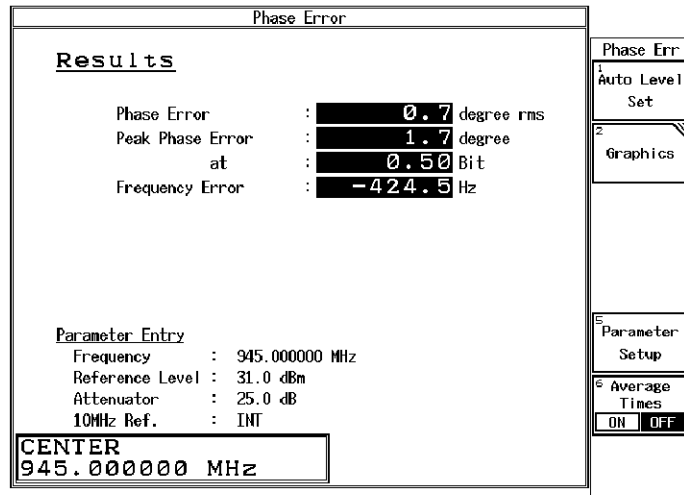 Phase Error
Results
Phase Error : 0.7 degree rms
Peak Phase Error : 1.7 degree
at : 0.50 Bit
Frequency Error : -424.5 Hz
Parameter Entry
Frequency : 945.000000 MHz
Reference Level : 31.0 dBm
Attenuator : 25.0 dB
10MHz Ref. : INT
CENTER
945.000000 MHz
Phase Err
1
Auto Level
Set
2
Graphics
5
Parameter
Setup
6 Average
Times
ON OFF